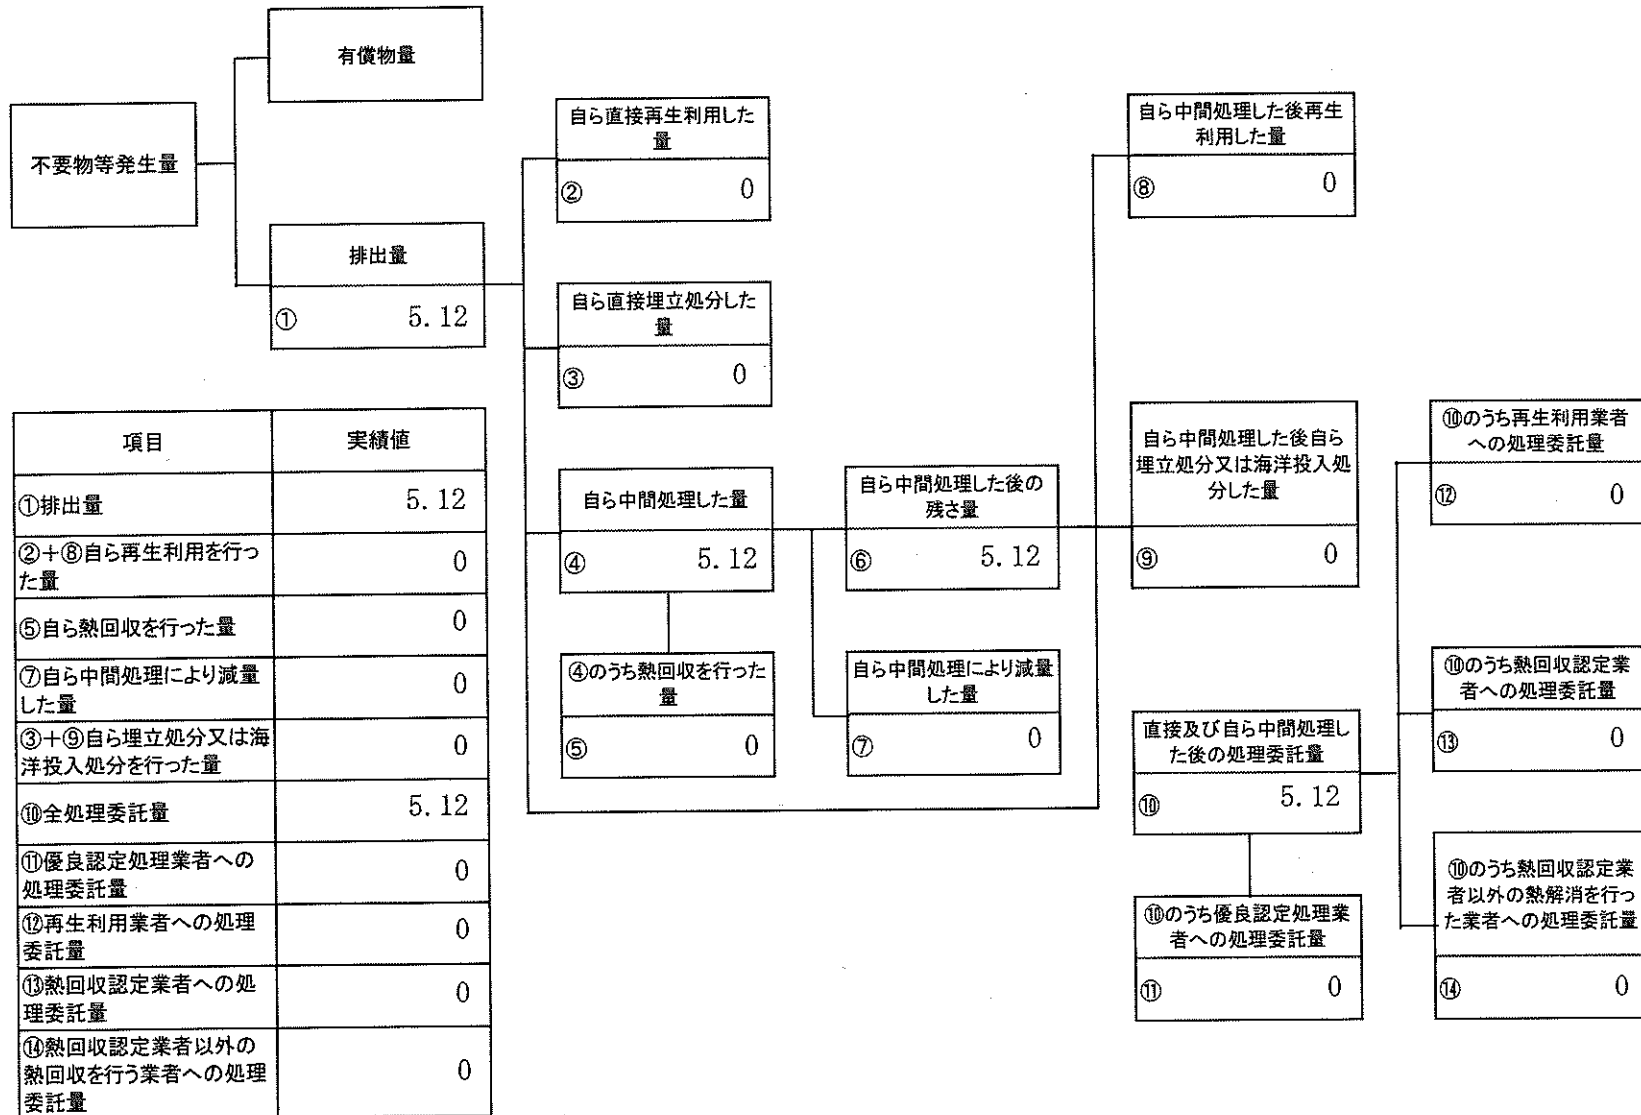 有償物量
不要物等発生量
排出量
① 5.12
自ら直接再生利用した
量
② 0
自ら直接埋立処分した
量
③ 0
自ら中間処理した量
④ 5.12
④のうち熱回収を行った
量
⑤ 0
自ら中間処理した後の
残さ量
⑥ 5.12
自ら中間処理により減量
した量
⑦ 0
自ら中間処理した後再生
利用した量
⑧ 0
自ら中間処理した後自ら
埋立処分又は海洋投入処
分した量
⑨ 0
直接及び自ら中間処理し
た後の処理委託量
⑩ 5.12
⑩のうち優良認定処理業
者への処理委託量
⑪ 0
⑩のうち再生利用業者
への処理委託量
⑫ 0
⑩のうち熱回収認定業
者への処理委託量
⑬ 0
⑩のうち熱回収認定業
者以外の熱解消を行っ
た業者への処理委託量
⑭ 0
項目 実績値
①排出量 5.12
②+⑧自ら再生利用を行っ
た量 0
⑤自ら熱回収を行った量 0
⑦自ら中間処理により減量
した量 0
③+⑨自ら埋立処分又は海
洋投入処分を行った量 0
⑩全処理委託量 5.12
⑪優良認定処理業者への
処理委託量 0
⑫再生利用業者への処理
委託量 0
⑬熱回収認定業者への処
理委託量 0
⑭熱回収認定業者以外の
熱回収を行う業者への処理
委託量 0